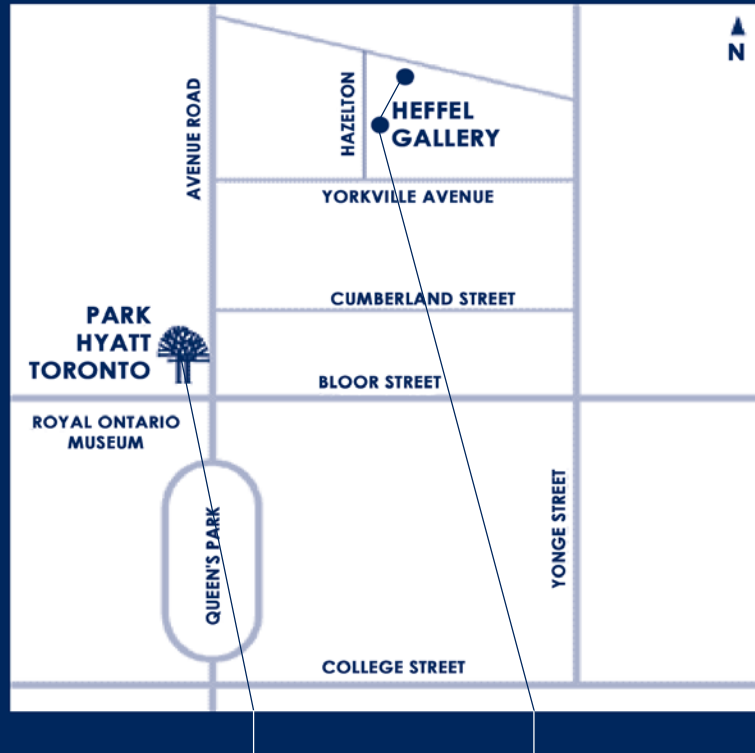 N
AVENUE ROAD
HAZELTON
HEFFEL
GALLERY
YORKVILLE AVENUE
CUMBERLAND STREET
PARK
HYATT
TORONTO
BLOOR STREET
ROYAL ONTARIO
MUSEUM
QUEEN'S PARK
YONGE STREET
COLLEGE STREET